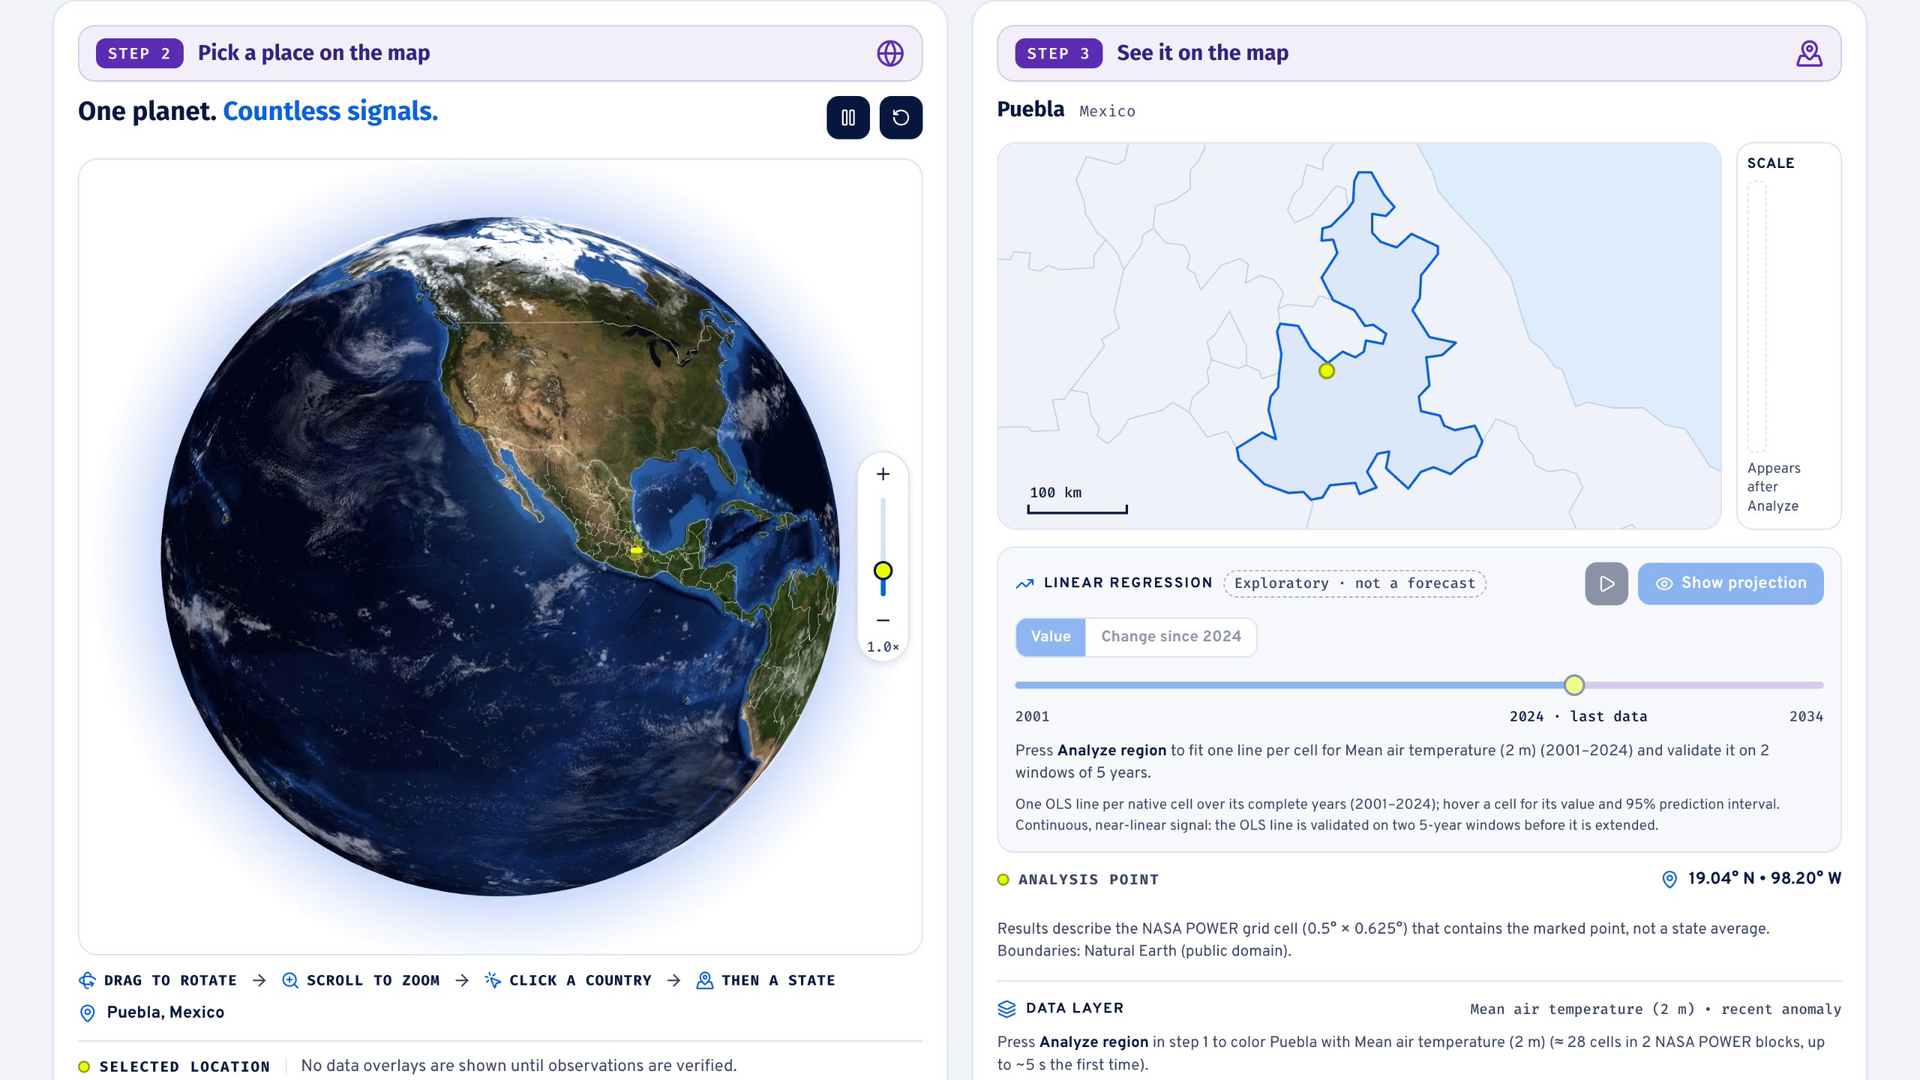 STEP 2 Pick a place on the map
One planet. Countless signals.
+
−
1.0×
DRAG TO ROTATE → SCROLL TO ZOOM → CLICK A COUNTRY → THEN A STATE
Puebla, Mexico
SELECTED LOCATION No data overlays are shown until observations are verified.
STEP 3 See it on the map
Puebla Mexico
100 km
SCALE
Appears
after
Analyze
LINEAR REGRESSION Exploratory · not a forecast Show projection
Value Change since 2024
2001 2024 · last data 2034
Press Analyze region to fit one line per cell for Mean air temperature (2 m) (2001–2024) and validate it on 2
windows of 5 years.
One OLS line per native cell over its complete years (2001–2024); hover a cell for its value and 95% prediction interval.
Continuous, near-linear signal: the OLS line is validated on two 5-year windows before it is extended.
ANALYSIS POINT 19.04° N • 98.20° W
Results describe the NASA POWER grid cell (0.5° × 0.625°) that contains the marked point, not a state average.
Boundaries: Natural Earth (public domain).
DATA LAYER Mean air temperature (2 m) • recent anomaly
Press Analyze region in step 1 to color Puebla with Mean air temperature (2 m) (≈ 28 cells in 2 NASA POWER blocks, up
to ~5 s the first time).